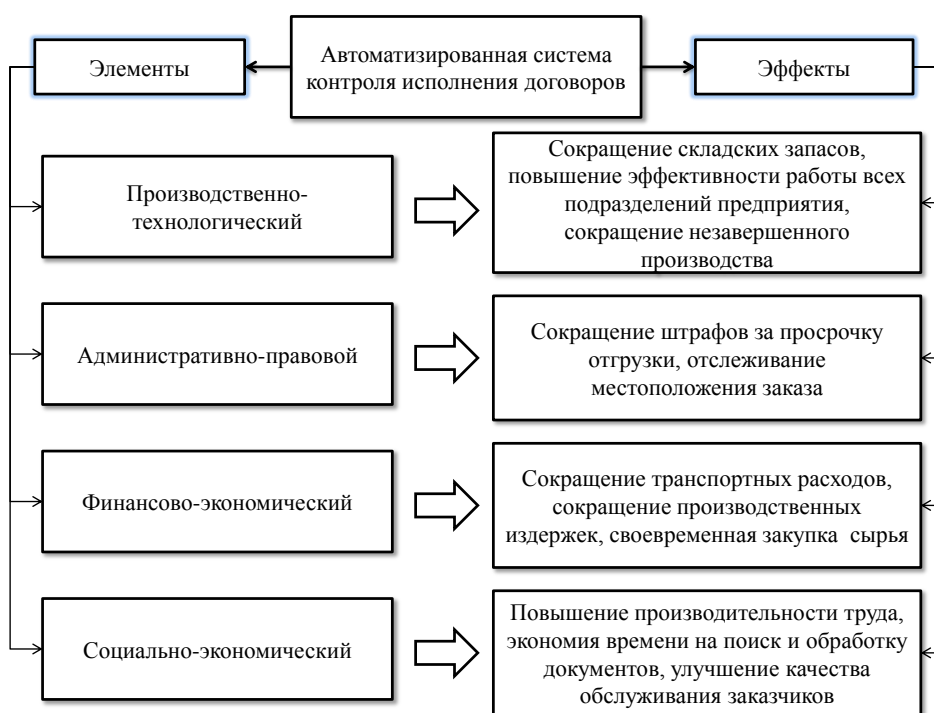 Элементы
Автоматизированная система
контроля исполнения договоров
Эффекты
Производственно-
технологический
Сокращение складских запасов,
повышение эффективности работы всех
подразделений предприятия,
сокращение незавершенного
производства
Административно-правовой
Сокращение штрафов за просрочку
отгрузки, отслеживание
местоположения заказа
Финансово-экономический
Сокращение транспортных расходов,
сокращение производственных
издержек, своевременная закупка  сырья
Социально-экономический
Повышение производительности труда,
экономия времени на поиск и обработку
документов, улучшение качества
обслуживания заказчиков